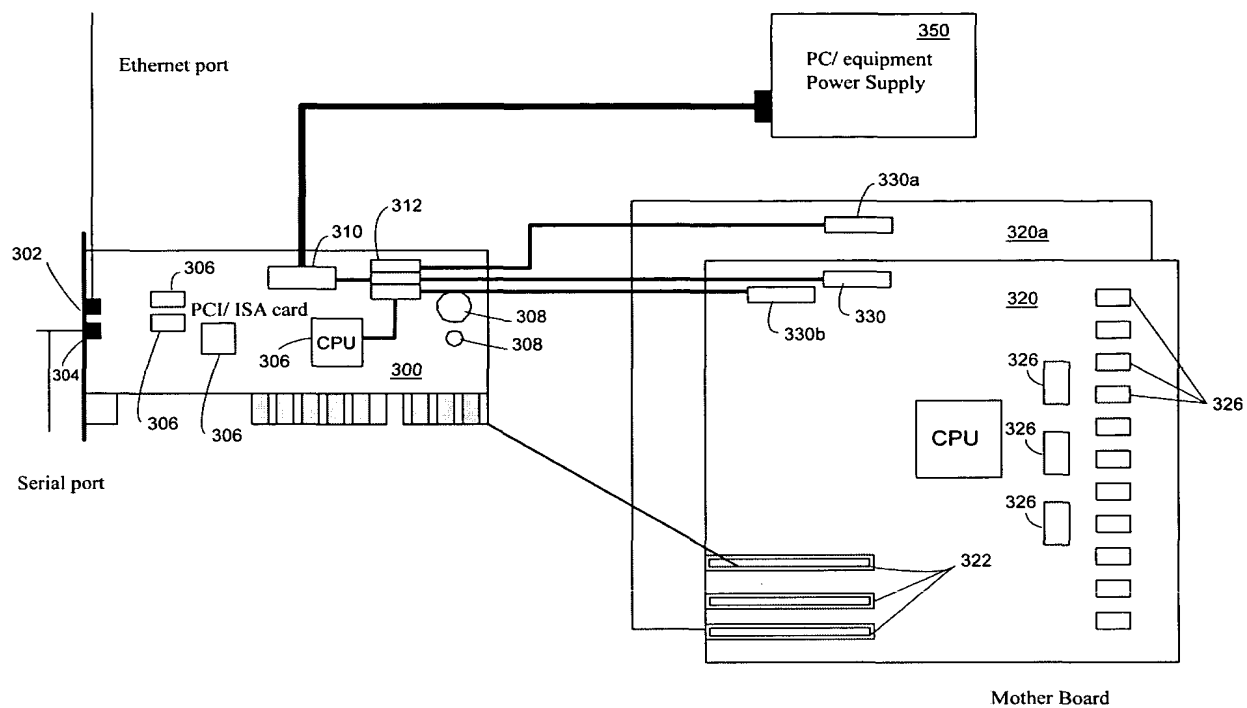 350
Ethernet port
PC/ equipment
Power Supply
330a
312
310
320a
302
306
PCI/ ISA card
320
330
330b
308
308
306
CPU
304
300
326
326
306
306
CPU
326
Serial port
326
322
Mother Board